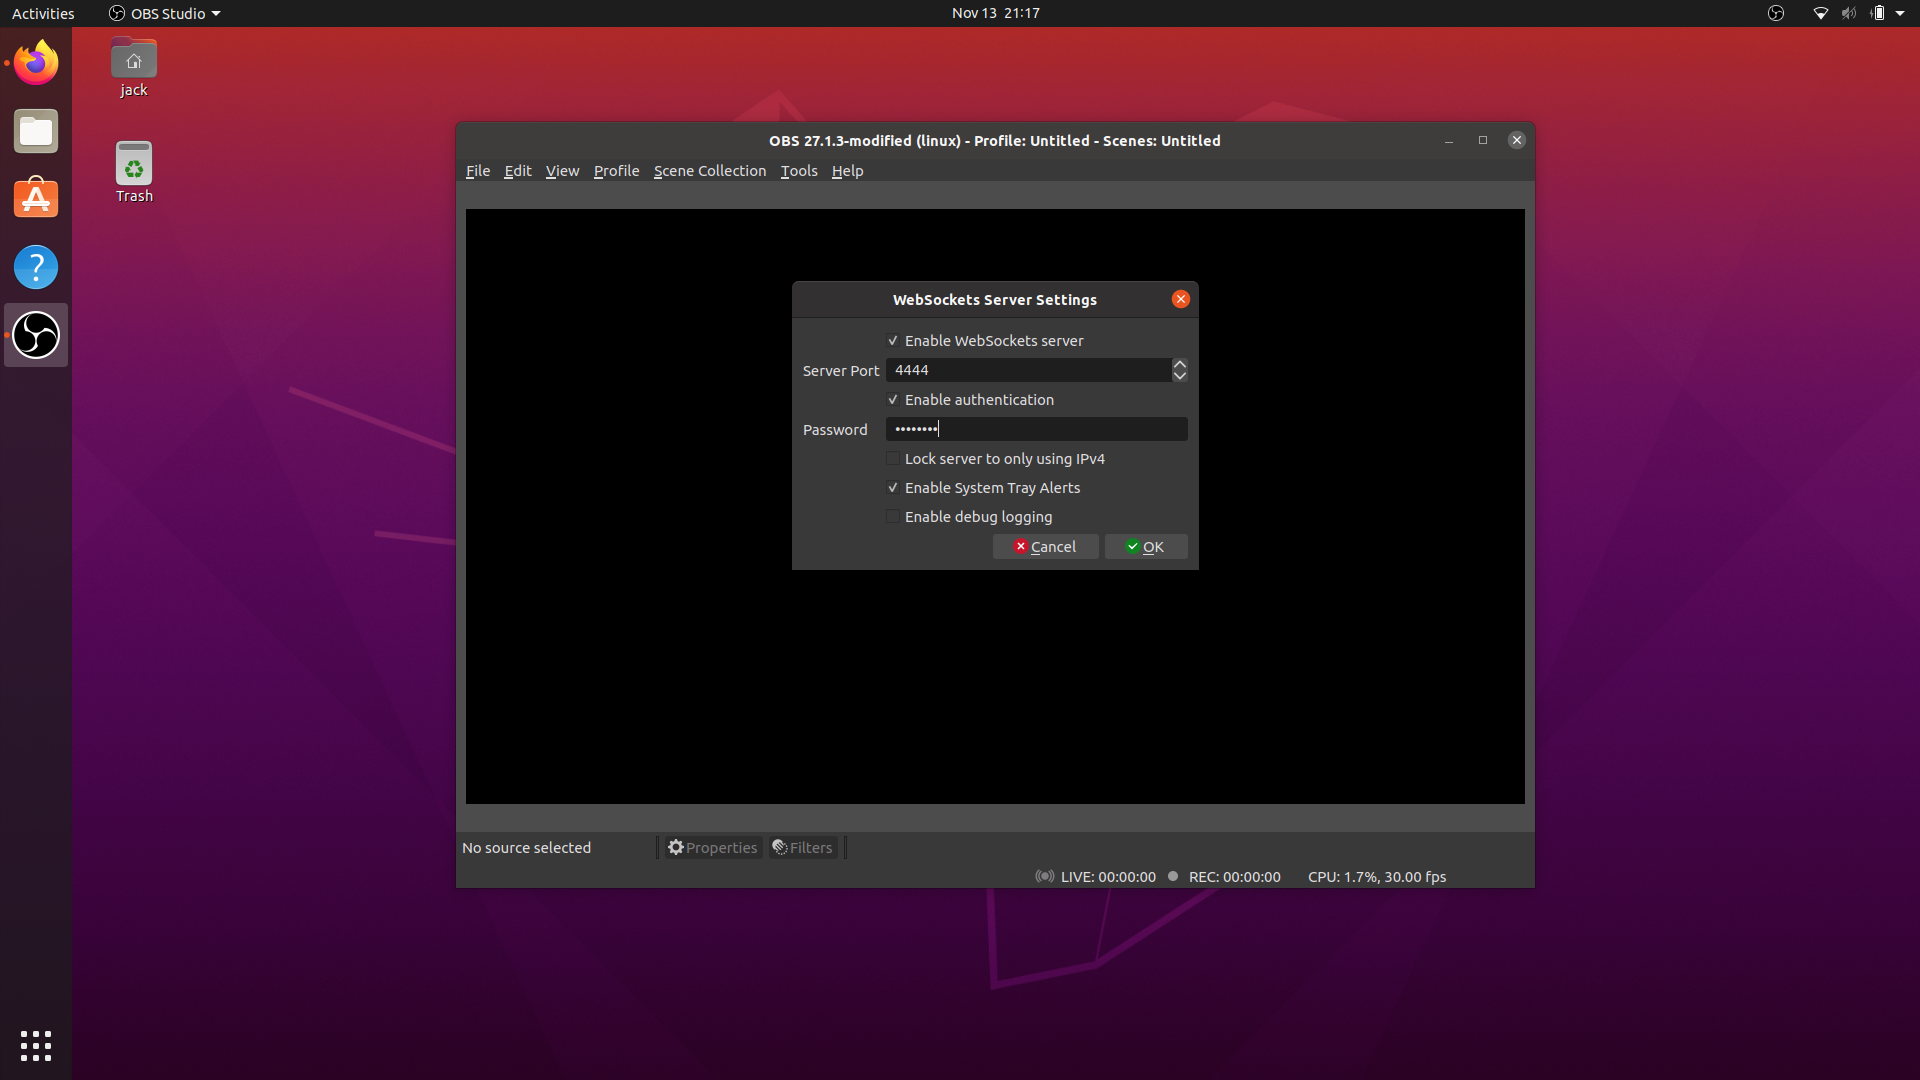 Activities
OBS Studio
Nov 13 21:17
jack
Trash
OBS 27.1.3-modified (linux) - Profile: Untitled - Scenes: Untitled
File Edit View Profile Scene Collection Tools Help
WebSockets Server Settings
Enable WebSockets server
Server Port 4444
Enable authentication
Password ••••••••
Lock server to only using IPv4
Enable System Tray Alerts
Enable debug logging
Cancel OK
No source selected Properties Filters
LIVE: 00:00:00 REC: 00:00:00 CPU: 1.7%, 30.00 fps